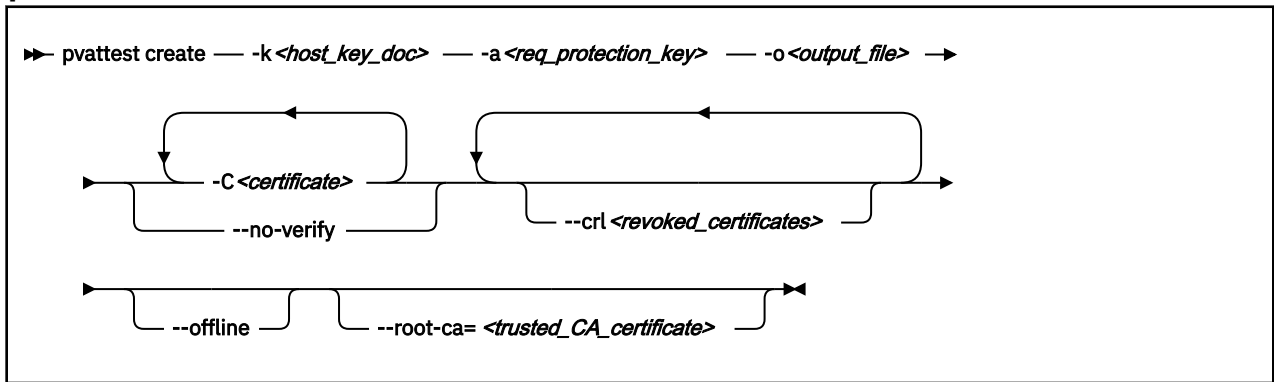 pvattest create -k<host_key_doc> -a<req_protection_key> -o<output_file>
-C<certificate>
--no-verify
--crl<revoked_certificates>
--offline --root-ca=<trusted_CA_certificate>